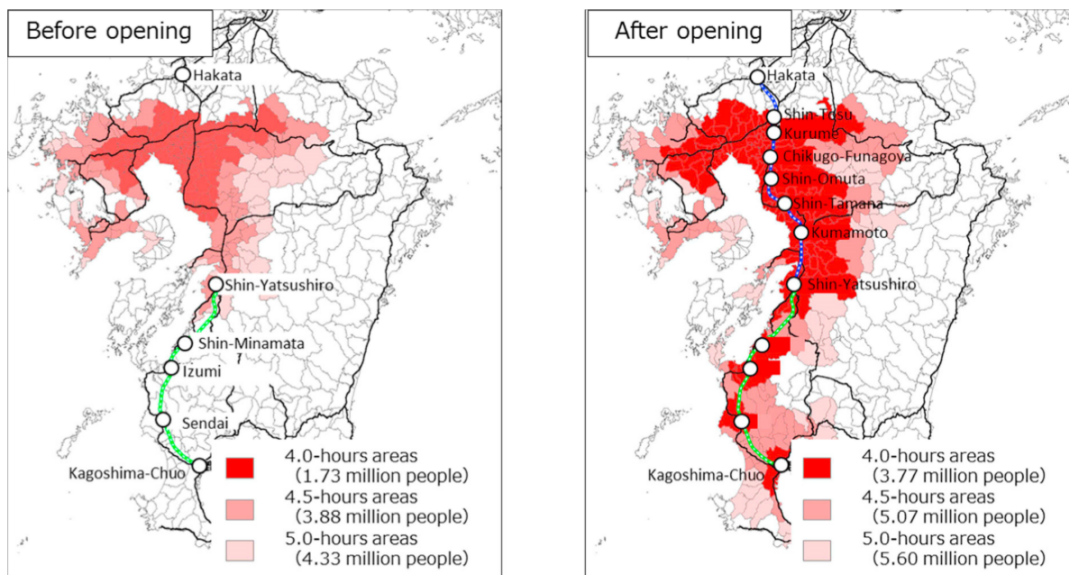 Before opening
Hakata
Shin-Yatsushiro
Shin-Minamata
Izumi
Sendai
Kagoshima-Chuo
4.0-hours areas
(1.73 million people)
4.5-hours areas
(3.88 million people)
5.0-hours areas
(4.33 million people)
After opening
Hakata
Shin-Tosu
Kurume
Chikugo-Funagoya
Shin-Omuta
Shin-Tamana
Kumamoto
Shin-Yatsushiro
Kagoshima-Chuo
4.0-hours areas
(3.77 million people)
4.5-hours areas
(5.07 million people)
5.0-hours areas
(5.60 million people)